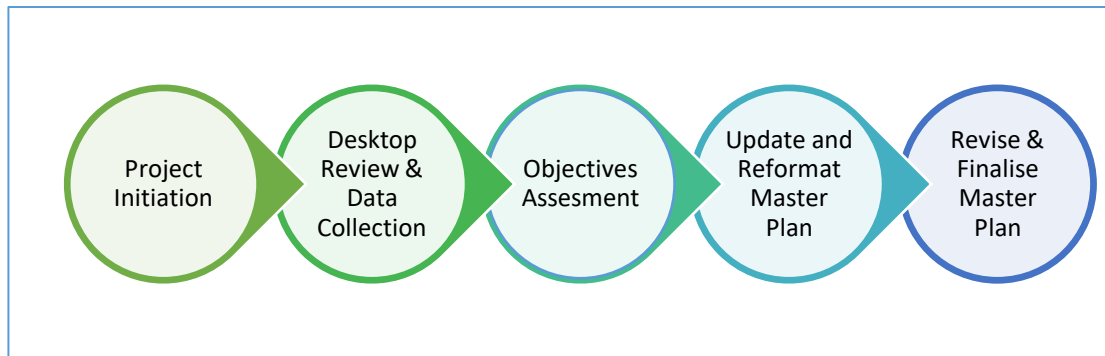 Project
Initiation
Desktop
Review &
Data
Collection
Objectives
Assesment
Update and
Reformat
Master
Plan
Revise &
Finalise
Master
Plan